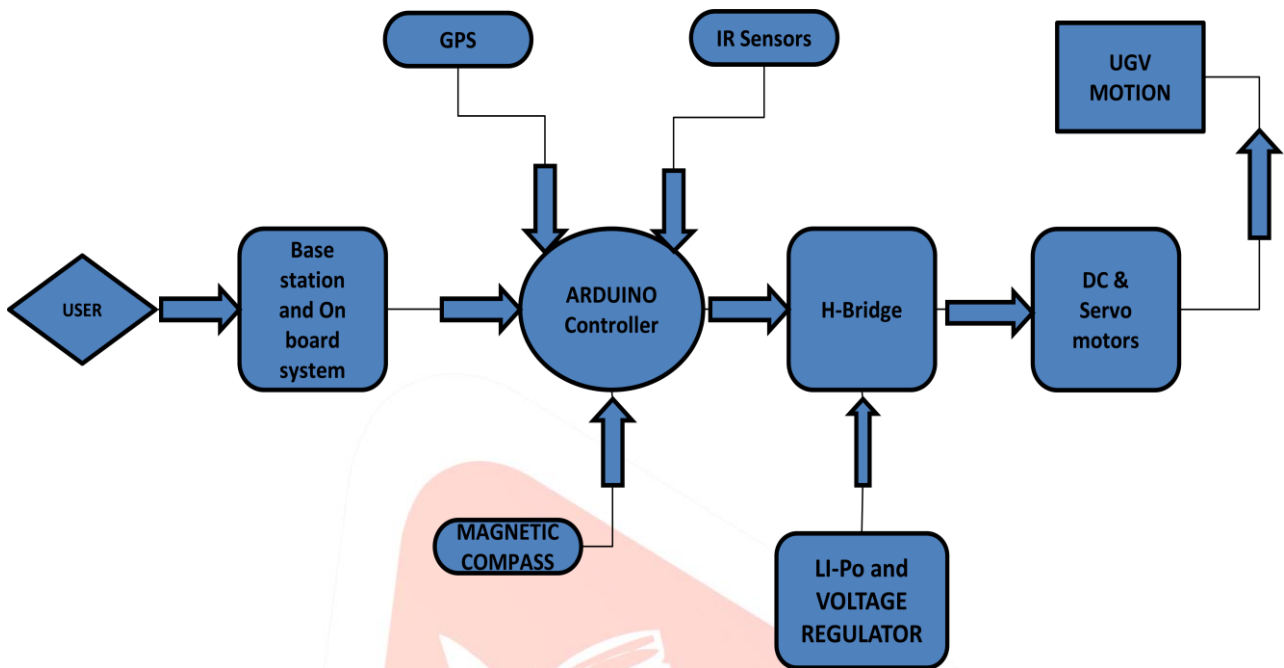 GPS
IR Sensors
UGV
MOTION
USER
Base
station
and On
board
system
ARDUINO
Controller
H-Bridge
DC &
Servo
motors
MAGNETIC
COMPASS
LI-Po and
VOLTAGE
REGULATOR